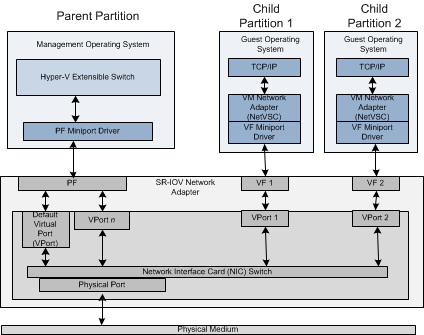 Parent Partition
Child
Partition 1
Child
Partition 2
Management Operating System
Guest Operating
System
Guest Operating
System
Hyper-V Extensible Switch
TCP/IP
TCP/IP
VM Network
Adapter
(NetVSC)
VM Network
Adapter
(NetVSC)
PF Miniport Driver
VF Miniport
Driver
VF Miniport
Driver
PF
SR-IOV Network
Adapter
VF 1
VF 2
Default
Virtual
Port
(VPort)
VPort n
VPort 1
VPort 2
Network Interface Card (NIC) Switch
Physical Port
Physical Medium